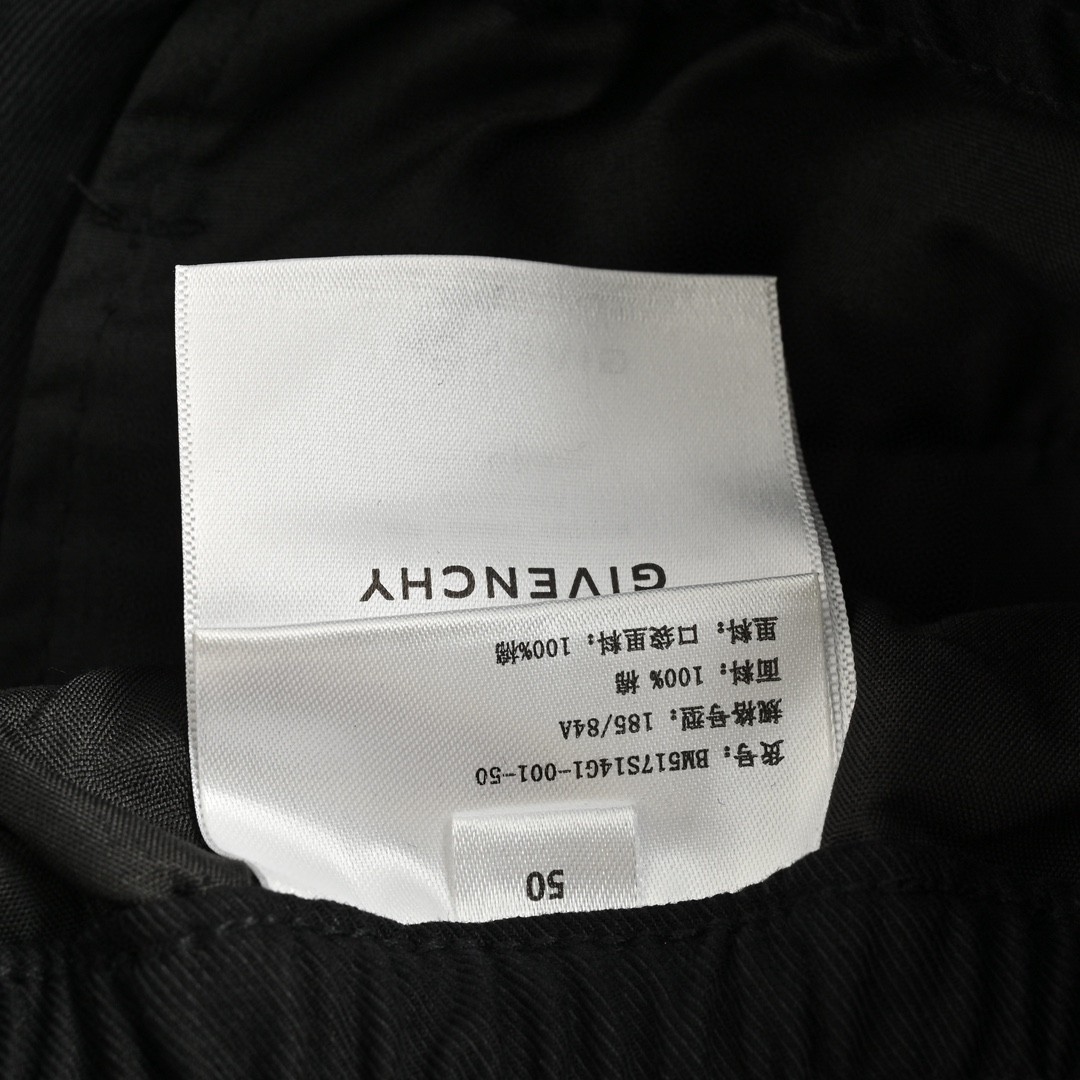 50
货号: BM517S14G1-001-50
规格号型: 185/84A
面料: 100% 棉
里料: 口袋里料: 100%棉
GIVENCHY